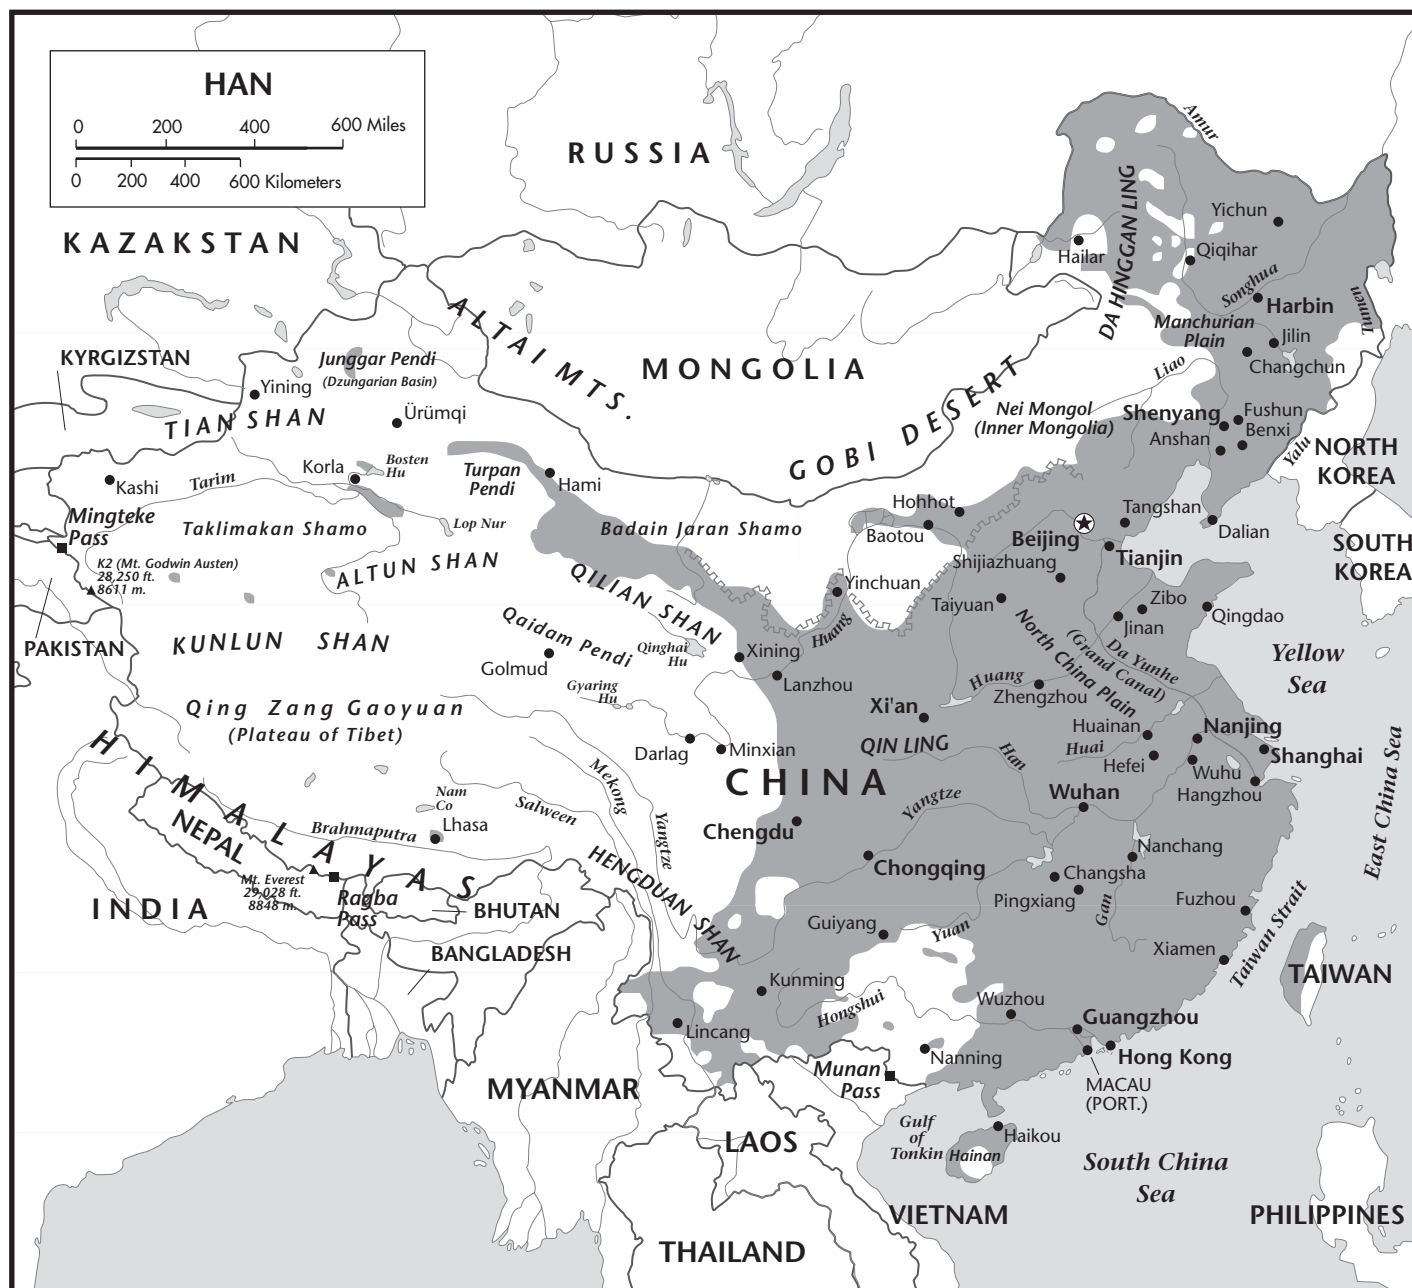 HAN
0 200 400 600 Miles
0 200 400 600 Kilometers
RUSSIA
KAZAKSTAN
Amur
DA HINGGAN LING
Yichun
Hailar
Qiqihar
Songhua
Harbin
Tumen
ALTAI MTS.
MONGOLIA
Manchurian
Plain
Jilin
Changchun
KYRGIZSTAN
Junggar Pendi
(Dzungarian Basin)
Yining
TIAN SHAN
Ürümqi
GOBI DESERT
Liao
Nei Mongol
(Inner Mongolia)
Shenyang
Fushun
Benxi
Anshan
Yalu
NORTH
KOREA
Korla
Bosten
Hu
Turpan
Pendi
Hami
Kashi
Tarim
Mingteke
Pass
Taklimakan Shamo
Lop Nur
Badain Jaran Shamo
Hohhot
Baotou
Beijing
Tangshan
Tianjin
Dalian
SOUTH
KOREA
K2 (Mt. Godwin Austen)
28,250 ft.
8611 m.
ALTUN SHAN
QILIAN SHAN
Yinchuan
Shijiazhuang
Taiyuan
Zibo
Jinan
Qingdao
PAKISTAN
KUNLUN SHAN
Qaidam Pendi
Golmud
Qinghai
Hu
Xining
Huang
Lanzhou
North China Plain
Da Yunhe
(Grand Canal)
Yellow
Sea
Gyaring
Hu
Huang
Zhengzhou
Qing Zang Gaoyuan
(Plateau of Tibet)
Darlag
Minxian
Xi'an
QIN LING
Han
Huainan
Huai
Hefei
Nanjing
Shanghai
Wuhu
Hangzhou
East China Sea
HIMALAYAS
CHINA
Mekong
Yangtze
Salween
Nam
Co
Lhasa
Brahmaputra
NEPAL
Chengdu
Yangtze
Wuhan
Chongqing
Nanchang
Changsha
Pingxiang
Gan
HENGDUAN SHAN
Mt. Everest
29,028 ft.
8848 m.
Ragba
Pass
INDIA
BHUTAN
BANGLADESH
Guiyang
Yuan
Fuzhou
Xiamen
Taiwan Strait
TAIWAN
Kunming
Hongshui
Wuzhou
Guangzhou
Lincang
Nanning
Hong Kong
Munan
Pass
MACAU
(PORT.)
MYANMAR
LAOS
Gulf
of
Tonkin
Haikou
Hainan
South China
Sea
VIETNAM
PHILIPPINES
THAILAND